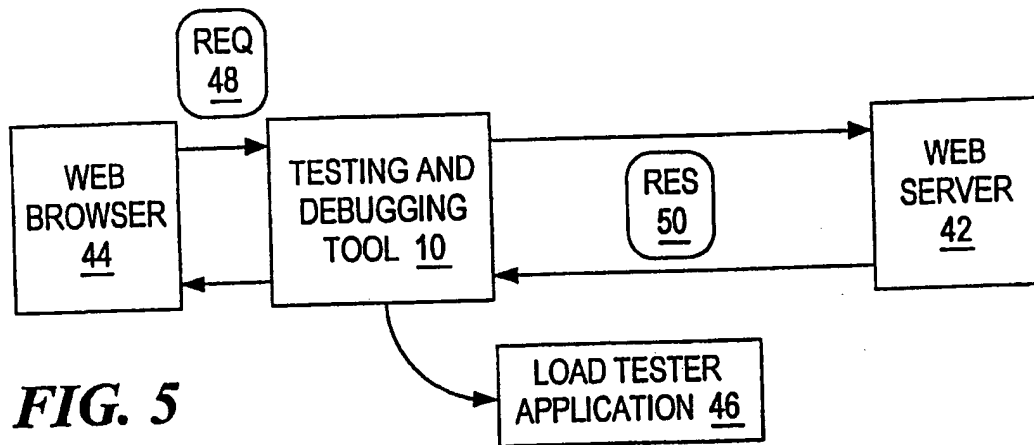 REQ
48
WEB
BROWSER
44
TESTING AND
DEBUGGING
TOOL 10
RES
50
WEB
SERVER
42
LOAD TESTER
APPLICATION 46
FIG. 5